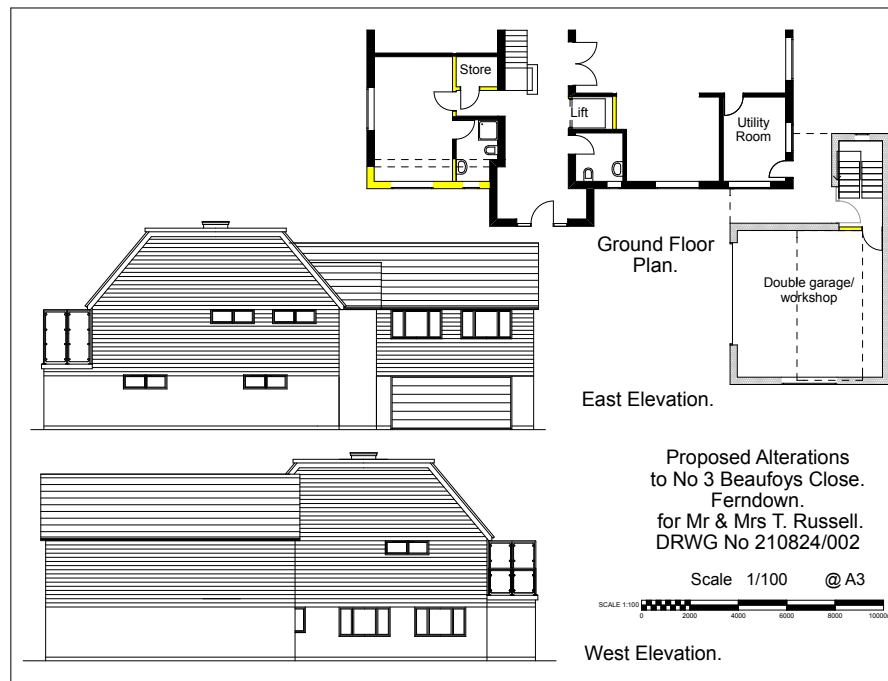 Store
Lift
Utility
Room
Ground Floor
Plan.
Double garage/
workshop
East Elevation.
Proposed Alterations
to No 3 Beaufoys Close.
Ferndown.
for Mr & Mrs T. Russell.
DRWG No 210824/002
Scale 1/100 @ A3
SCALE 1:100
0 2000 4000 6000 8000 10000
West Elevation.